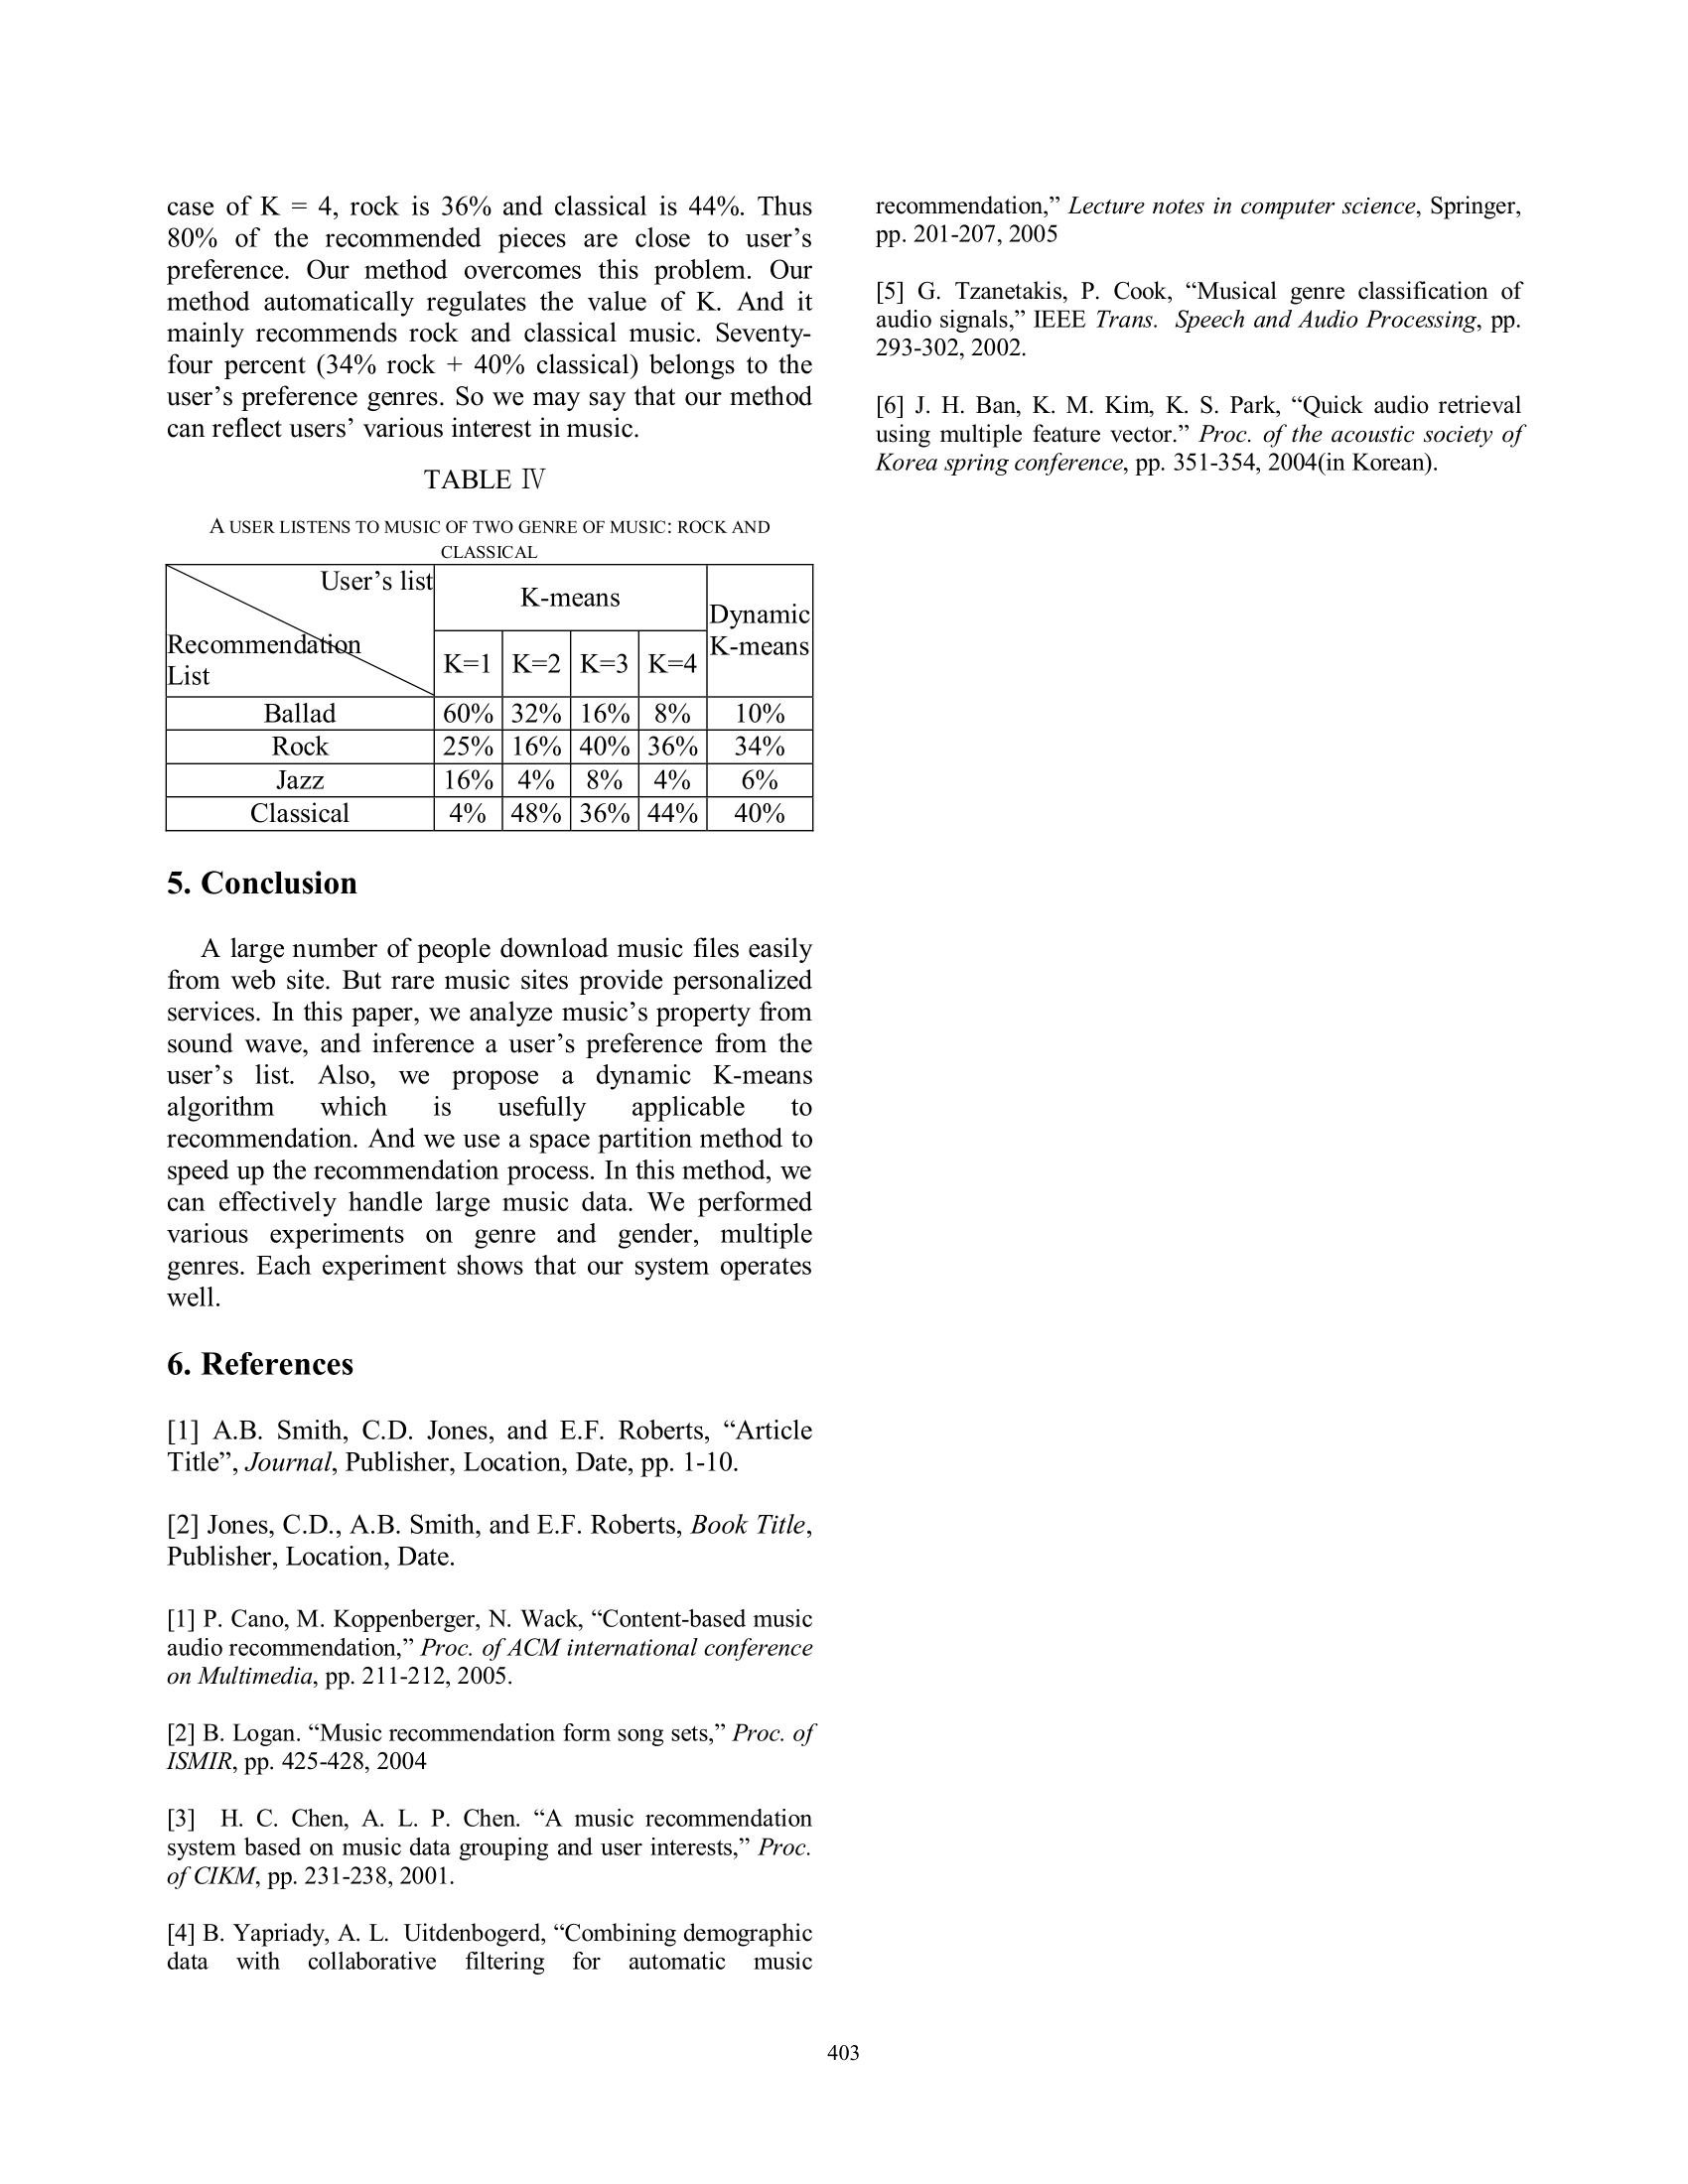 case of K = 4, rock is 36% and classical is 44%. Thus
80% of the recommended pieces are close to user’s
preference. Our method overcomes this problem. Our
method automatically regulates the value of K. And it
mainly recommends rock and classical music. Seventy-
four percent (34% rock + 40% classical) belongs to the
user’s preference genres. So we may say that our method
can reflect users’ various interest in music.
TABLE Ⅳ
A USER LISTENS TO MUSIC OF TWO GENRE OF MUSIC: ROCK AND
CLASSICAL
User’s list
Recommendation
List
K-means
Dynamic
K-means
K=1 K=2 K=3 K=4
Ballad 60% 32% 16% 8% 10%
Rock 25% 16% 40% 36% 34%
Jazz 16% 4% 8% 4% 6%
Classical 4% 48% 36% 44% 40%
5. Conclusion
A large number of people download music files easily
from web site. But rare music sites provide personalized
services. In this paper, we analyze music’s property from
sound wave, and inference a user’s preference from the
user’s list. Also, we propose a dynamic K-means
algorithm which is usefully applicable to
recommendation. And we use a space partition method to
speed up the recommendation process. In this method, we
can effectively handle large music data. We performed
various experiments on genre and gender, multiple
genres. Each experiment shows that our system operates
well.
6. References
[1] A.B. Smith, C.D. Jones, and E.F. Roberts, “Article
Title”, Journal, Publisher, Location, Date, pp. 1-10.
[2] Jones, C.D., A.B. Smith, and E.F. Roberts, Book Title,
Publisher, Location, Date.
[1] P. Cano, M. Koppenberger, N. Wack, “Content-based music
audio recommendation,” Proc. of ACM international conference
on Multimedia, pp. 211-212, 2005.
[2] B. Logan. “Music recommendation form song sets,” Proc. of
ISMIR, pp. 425-428, 2004
[3] H. C. Chen, A. L. P. Chen. “A music recommendation
system based on music data grouping and user interests,” Proc.
of CIKM, pp. 231-238, 2001.
[4] B. Yapriady, A. L. Uitdenbogerd, “Combining demographic
data with collaborative filtering for automatic music
recommendation,” Lecture notes in computer science, Springer,
pp. 201-207, 2005
[5] G. Tzanetakis, P. Cook, “Musical genre classification of
audio signals,” IEEE Trans. Speech and Audio Processing, pp.
293-302, 2002.
[6] J. H. Ban, K. M. Kim, K. S. Park, “Quick audio retrieval
using multiple feature vector.” Proc. of the acoustic society of
Korea spring conference, pp. 351-354, 2004(in Korean).
403